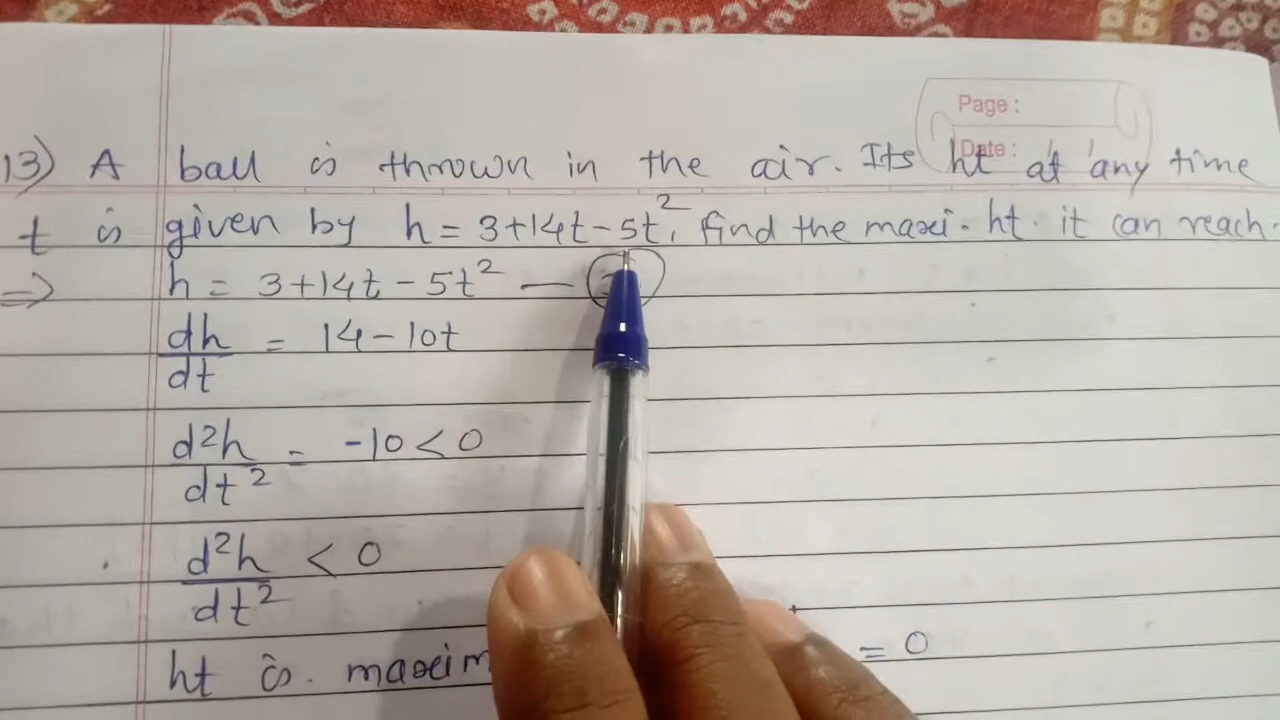 Page :
Date :
13) A ball is thrown in the air. Its ht at any time
t is given by h = 3+14t-5t², find the maxi. ht. it can reach.
⇒ h = 3+14t-5t² —
dh/dt = 14-10t
d²h/dt² = -10<0
d²h/dt² < 0
ht is. maxim = 0